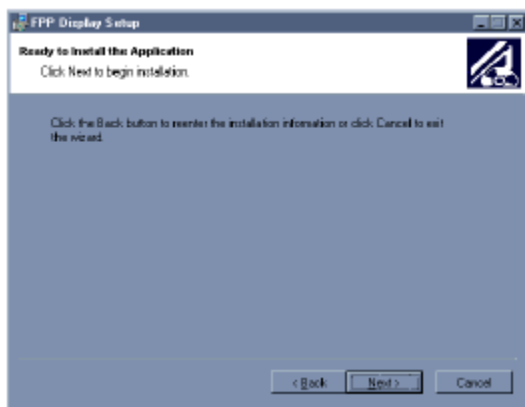 FPP Display Setup
Ready to Install the Application
Click Next to begin installation.
Click the Back button to reenter the installation information or click Cancel to exit
the wizard.
< Back
Next >
Cancel